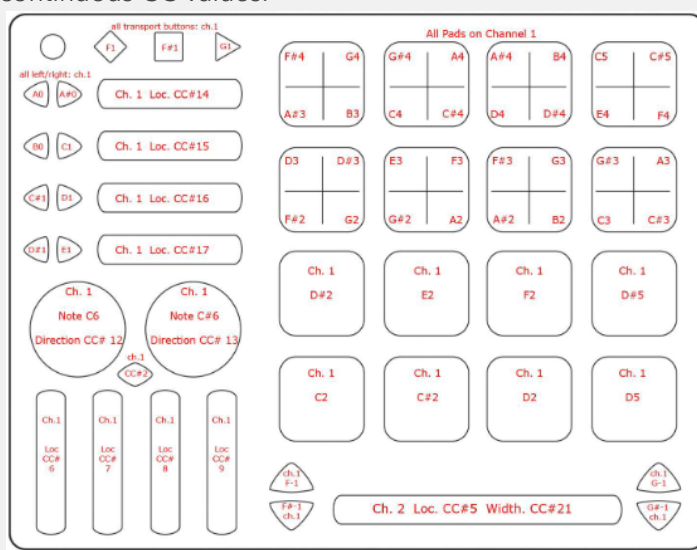 continuous CC values.
all transport buttons: ch.1
F1
F#1
G1
all left/right: ch.1
A0
A#0
Ch. 1 Loc. CC#14
B0
C1
Ch. 1 Loc. CC#15
C#1
D1
Ch. 1 Loc. CC#16
D#1
E1
Ch. 1 Loc. CC#17
Ch. 1
Note C6
Direction CC# 12
Ch. 1
Note C#6
Direction CC# 13
ch.1
CC#2
Ch.1
Loc
CC#
6
Ch.1
Loc
CC#
7
Ch.1
Loc
CC#
8
Ch.1
Loc
CC#
9
All Pads on Channel 1
F#4 G4
A#3 B3
G#4 A4
C4 C#4
A#4 B4
D4 D#4
C5 C#5
E4 F4
D3 D#3
F#2 G2
E3 F3
G#2 A2
F#3 G3
A#2 B2
G#3 A3
C3 C#3
Ch. 1
D#2
Ch. 1
E2
Ch. 1
F2
Ch. 1
D#5
Ch. 1
C2
Ch. 1
C#2
Ch. 1
D2
Ch. 1
D5
ch.1
F-1
F#-1
ch.1
Ch. 2 Loc. CC#5 Width. CC#21
ch.1
G-1
G#-1
ch.1